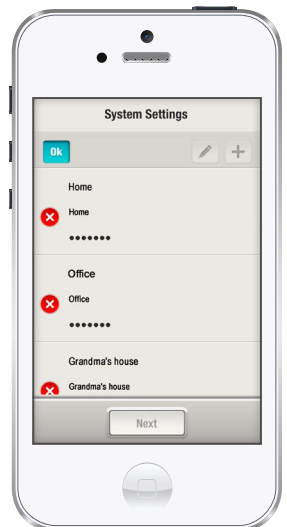 System Settings
Ok
Home
Home
•••••••
Office
Office
•••••••
Grandma's house
Grandma's house
Next